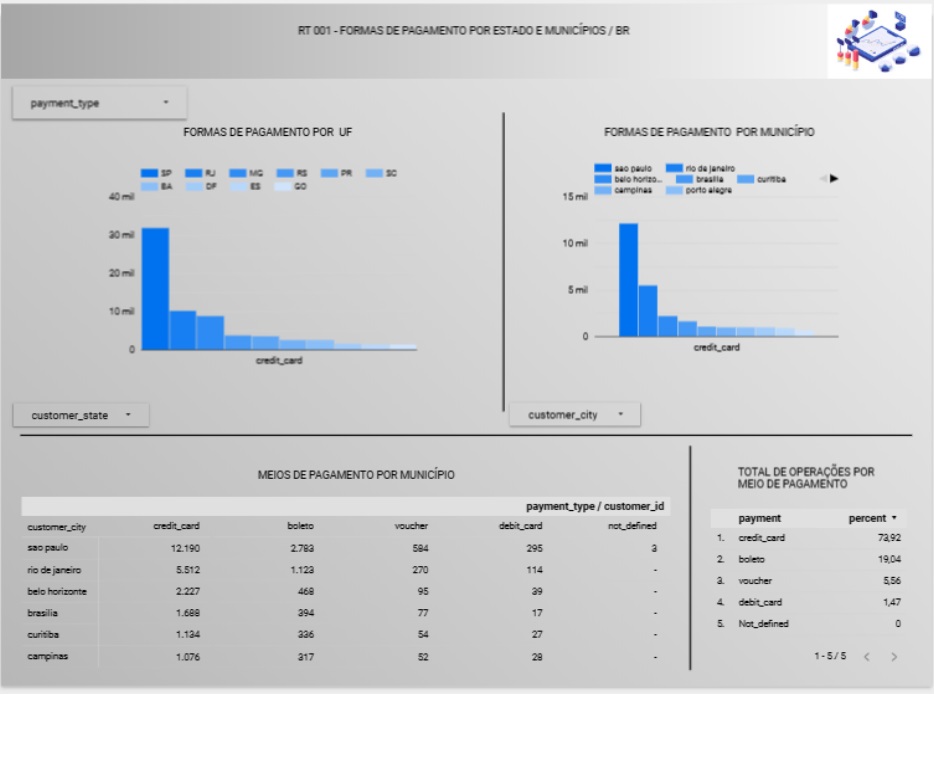 RT 001 - FORMAS DE PAGAMENTO POR ESTADO E MUNICÍPIOS / BR
payment_type
FORMAS DE PAGAMENTO POR UF
SP RJ MG RS PR SC
BA DF ES GO
40 mil
30 mil
20 mil
10 mil
0
credit_card
FORMAS DE PAGAMENTO POR MUNICÍPIO
sao paulo rio de janeiro
belo horizo... brasilia curitiba
campinas porto alegre
15 mil
10 mil
5 mil
0
credit_card
customer_state
customer_city
MEIOS DE PAGAMENTO POR MUNICÍPIO
payment_type / customer_id
customer_city credit_card boleto voucher debit_card not_defined
sao paulo 12.190 2.783 584 295 3
rio de janeiro 5.512 1.123 270 114 -
belo horizonte 2.227 468 95 39 -
brasilia 1.688 394 77 17 -
curitiba 1.134 336 54 27 -
campinas 1.076 317 52 28 -
TOTAL DE OPERAÇÕES POR
MEIO DE PAGAMENTO
payment percent
1. credit_card 73,92
2. boleto 19,04
3. voucher 5,56
4. debit_card 1,47
5. Not_defined 0
1 - 5 / 5